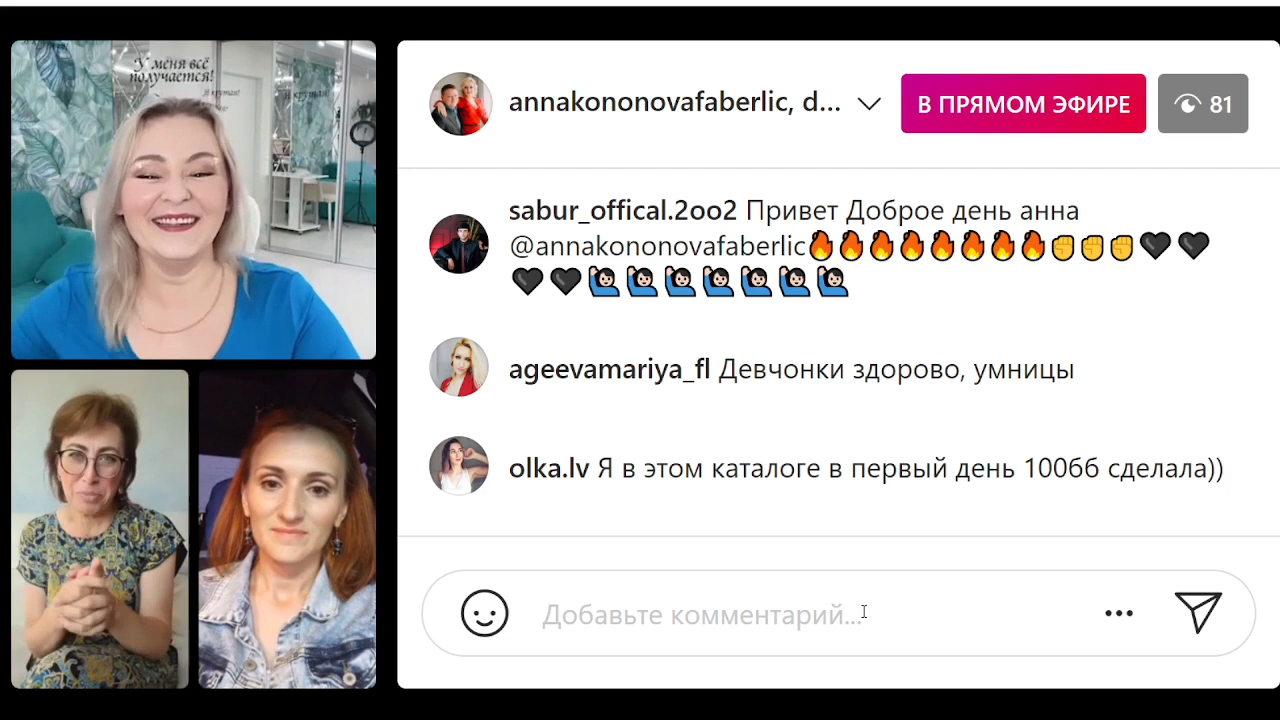 У меня всё
получается!
annakononovafaberlic, d...
В ПРЯМОМ ЭФИРЕ
81
sabur_offical.2oo2 Привет Доброе день анна
@annakononovafaberlic🔥🔥🔥🔥🔥🔥🔥🔥✊✊✊🖤🖤
🖤🖤🙋🏻‍♂️🙋🏻‍♂️🙋🏻‍♂️🙋🏻‍♂️🙋🏻‍♂️🙋🏻‍♂️🙋🏻‍♂️
ageevamariya_fl Девчонки здорово, умницы
olka.lv Я в этом каталоге в первый день 100бб сделала))
Добавьте комментарий...